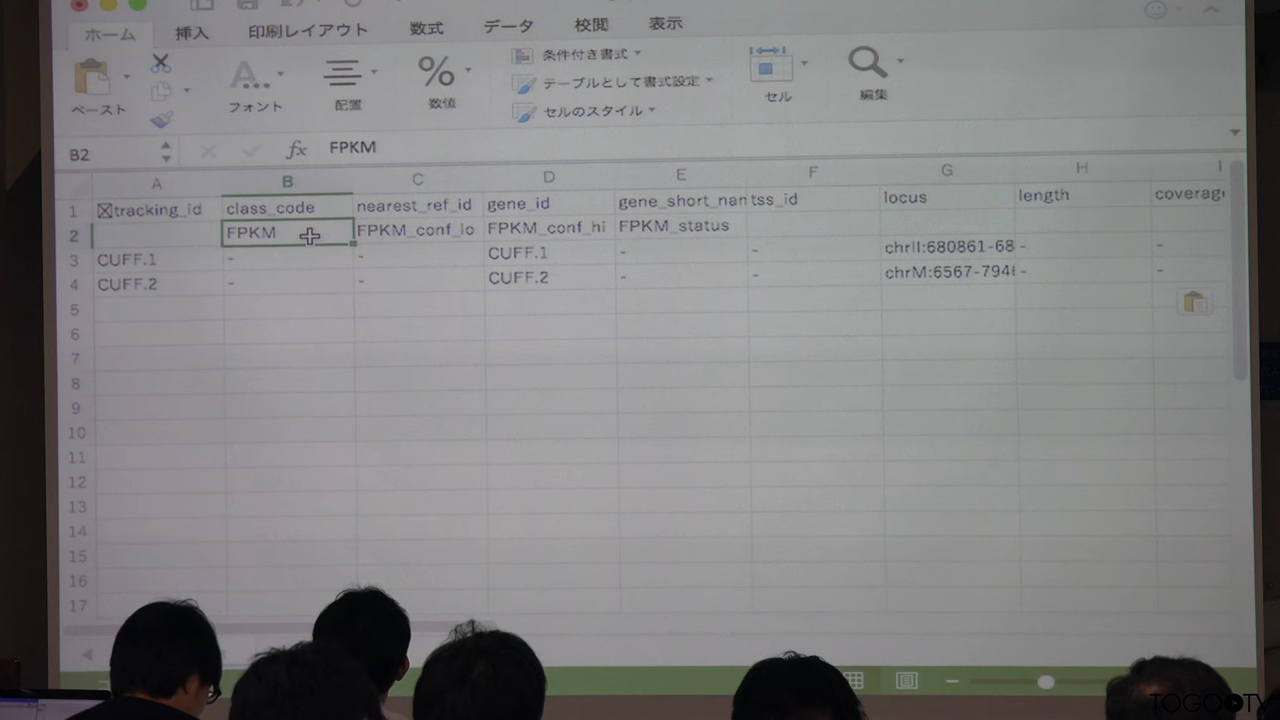 ホーム 挿入 印刷レイアウト 数式 データ 校閲 表示
ペースト フォント 配置 % 数値 条件付き書式 セル 編集
テーブルとして書式設定
セルのスタイル
B2 fx FPKM
A B C D E F G H I
1 tracking_id class_code nearest_ref_id gene_id gene_short_nam tss_id locus length coverage
2 FPKM FPKM_conf_lo FPKM_conf_hi FPKM_status
3 CUFF.1 - - CUFF.1 - - chrII:680861-68 - -
4 CUFF.2 - - CUFF.2 - - chrM:6567-794 - -
5
6
7
8
9
10
11
12
13
14
15
16
17
TOGOTV